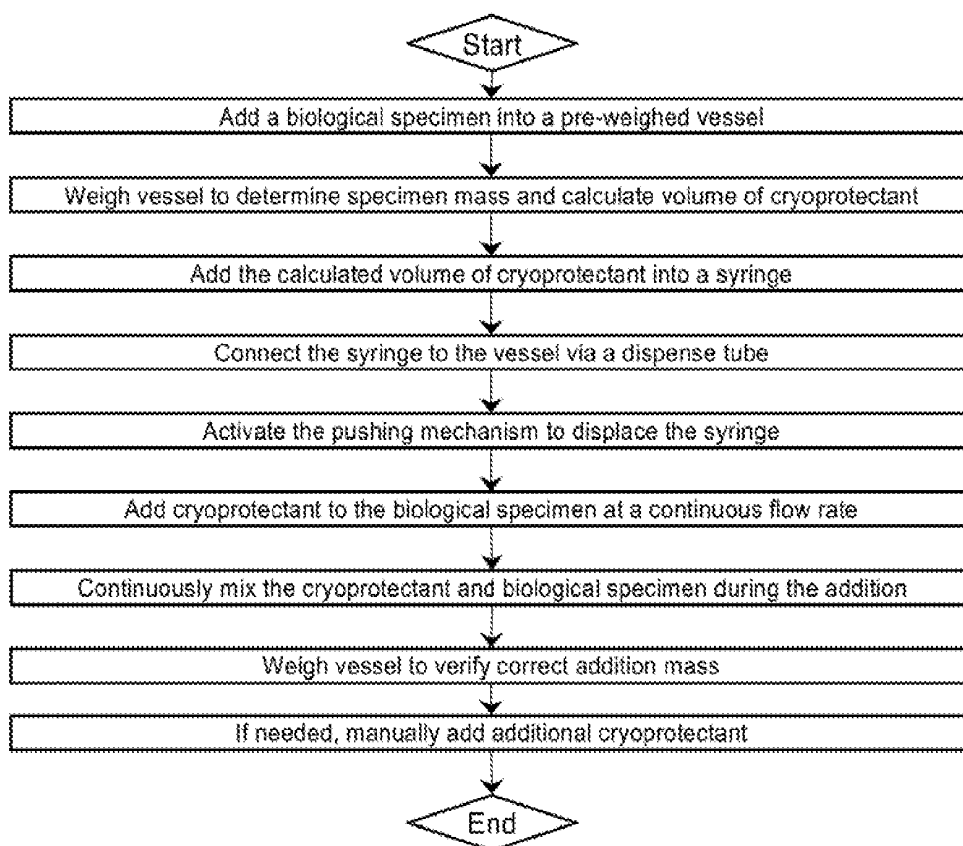 Start
Add a biological specimen into a pre-weighed vessel
Weigh vessel to determine specimen mass and calculate volume of cryoprotectant
Add the calculated volume of cryoprotectant into a syringe
Connect the syringe to the vessel via a dispense tube
Activate the pushing mechanism to displace the syringe
Add cryoprotectant to the biological specimen at a continuous flow rate
Continuously mix the cryoprotectant and biological specimen during the addition
Weigh vessel to verify correct addition mass
If needed, manually add additional cryoprotectant
End